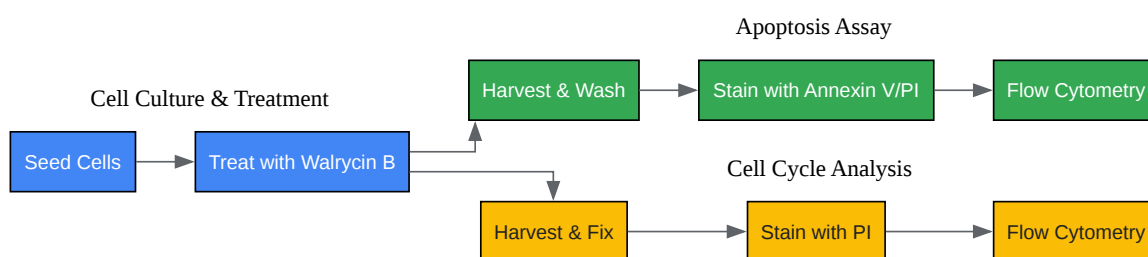 Apoptosis Assay
Harvest & Wash
Stain with Annexin V/PI
Flow Cytometry
Cell Culture & Treatment
Seed Cells
Treat with Walrycin B
Cell Cycle Analysis
Harvest & Fix
Stain with PI
Flow Cytometry